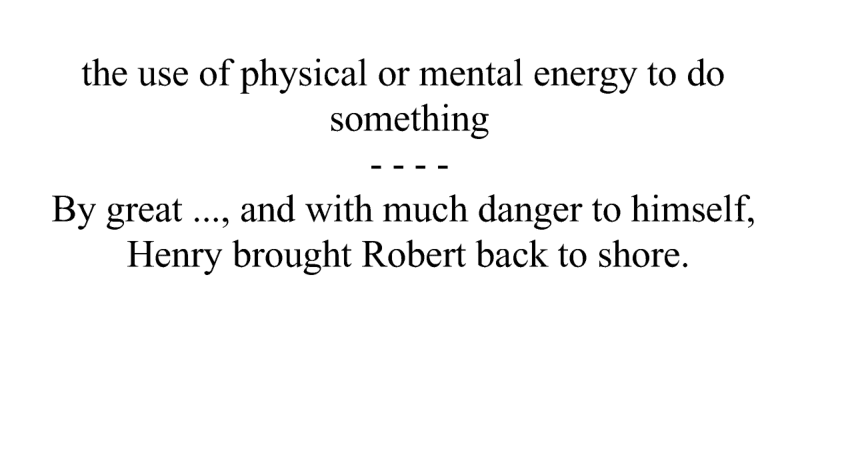 the use of physical or mental energy to do
something
- - - -
By great ..., and with much danger to himself,
Henry brought Robert back to shore.